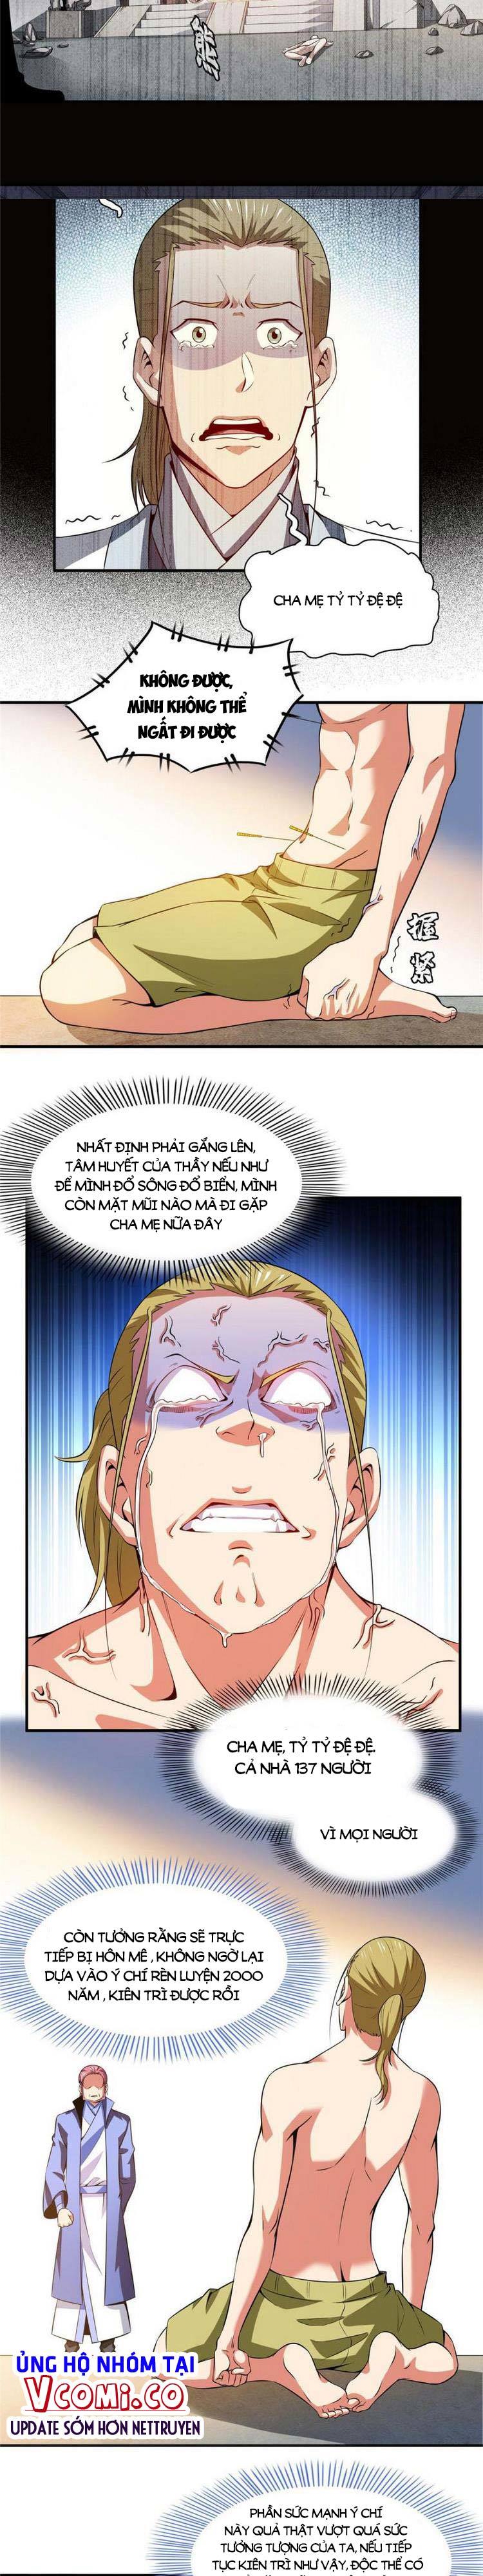 CHA MẸ TỶ TỶ ĐỆ ĐỆ
KHÔNG ĐƯỢC,
MÌNH KHÔNG THỂ
NGẤT ĐI ĐƯỢC
握
紧
NHẤT ĐỊNH PHẢI GẮNG LÊN,
TÂM HUYẾT CỦA THẦY NẾU NHƯ
ĐỂ MÌNH ĐỔ SÔNG ĐỔ BIỂN, MÌNH
CÒN MẶT MŨI NÀO MÀ ĐI GẶP
CHA MẸ NỮA ĐÂY
CHA MẸ, TỶ TỶ ĐỆ ĐỆ.
CẢ NHÀ 137 NGƯỜI
VÌ MỌI NGƯỜI
CÒN TƯỞNG RẰNG SẼ TRỰC
TIẾP BỊ HÔN MÊ , KHÔNG NGỜ LẠI
DỰA VÀO Ý CHÍ RÈN LUYỆN 2000
NĂM , KIÊN TRÌ ĐƯỢC RỒI
ỦNG HỘ NHÓM TẠI
VCOMI.CO
UPDATE SỚM HƠN NETTRUYEN
PHẦN SỨC MẠNH Ý CHÍ
NÀY QUẢ THẬT VƯỢT QUÁ SỨC
TƯỞNG TƯỢNG CỦA TA, NẾU TIẾP
TỤC KIÊN TRÌ NHƯ VẬY, ĐỘC THỂ CÓ